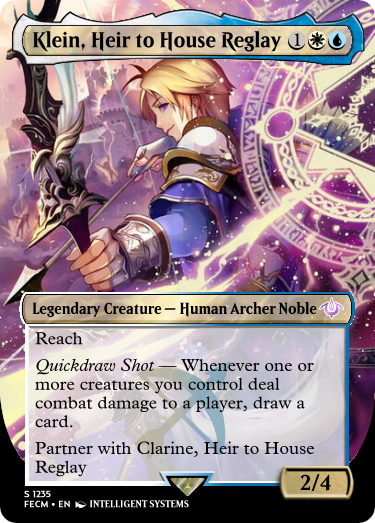 Klein, Heir to House Reglay 1
Legendary Creature — Human Archer Noble
Reach
Quickdraw Shot — Whenever one or
more creatures you control deal
combat damage to a player, draw a
card.
Partner with Clarine, Heir to House
Reglay
2/4
S 1235
FECM • EN INTELLIGENT SYSTEMS